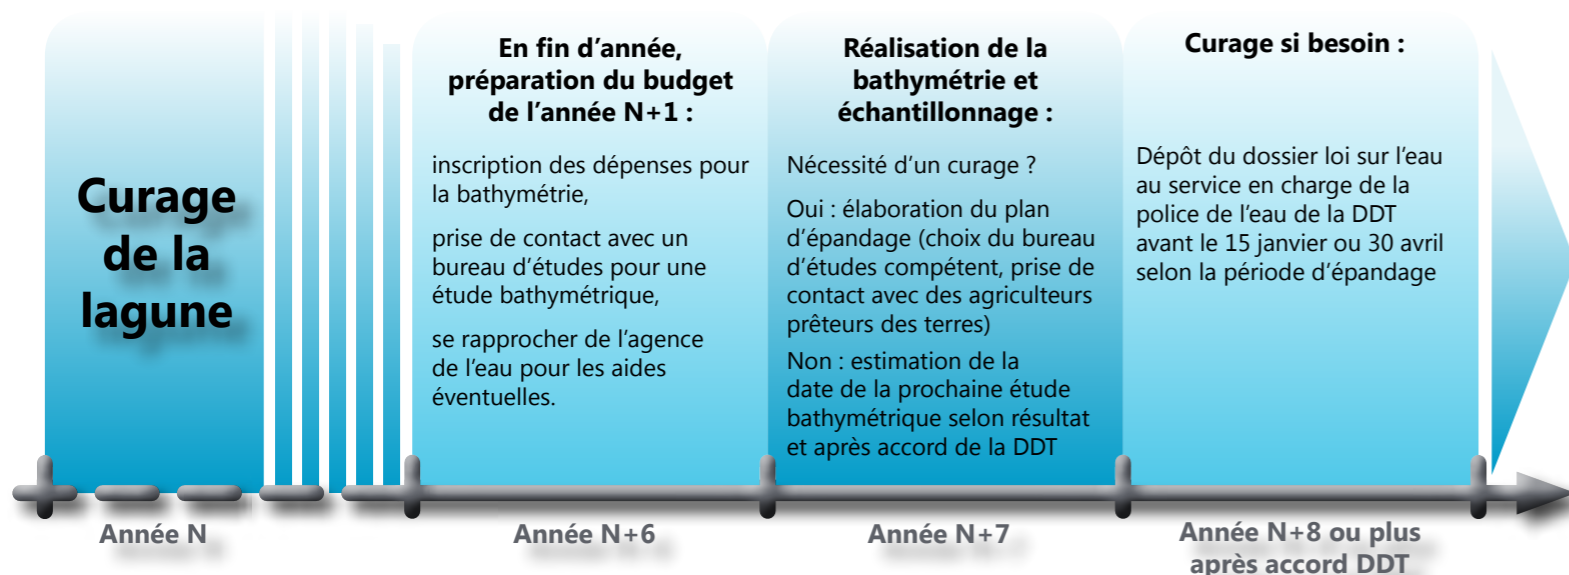 Curage
de la
lagune
En fin d’année,
préparation du budget
de l’année N+1 :
inscription des dépenses pour
la bathymétrie,
prise de contact avec un
bureau d’études pour une
étude bathymétrique,
se rapprocher de l’agence
de l’eau pour les aides
éventuelles.
Réalisation de la
bathymétrie et
échantillonnage :
Nécessité d’un curage ?
Oui : élaboration du plan
d’épandage (choix du bureau
d’études compétent, prise de
contact avec des agriculteurs
prêteurs des terres)
Non : estimation de la
date de la prochaine étude
bathymétrique selon résultat
et après accord de la DDT
Curage si besoin :
Dépôt du dossier loi sur l’eau
au service en charge de la
police de l’eau de la DDT
avant le 15 janvier ou 30 avril
selon la période d’épandage
Année N
Année N+6
Année N+7
Année N+8 ou plus
après accord DDT